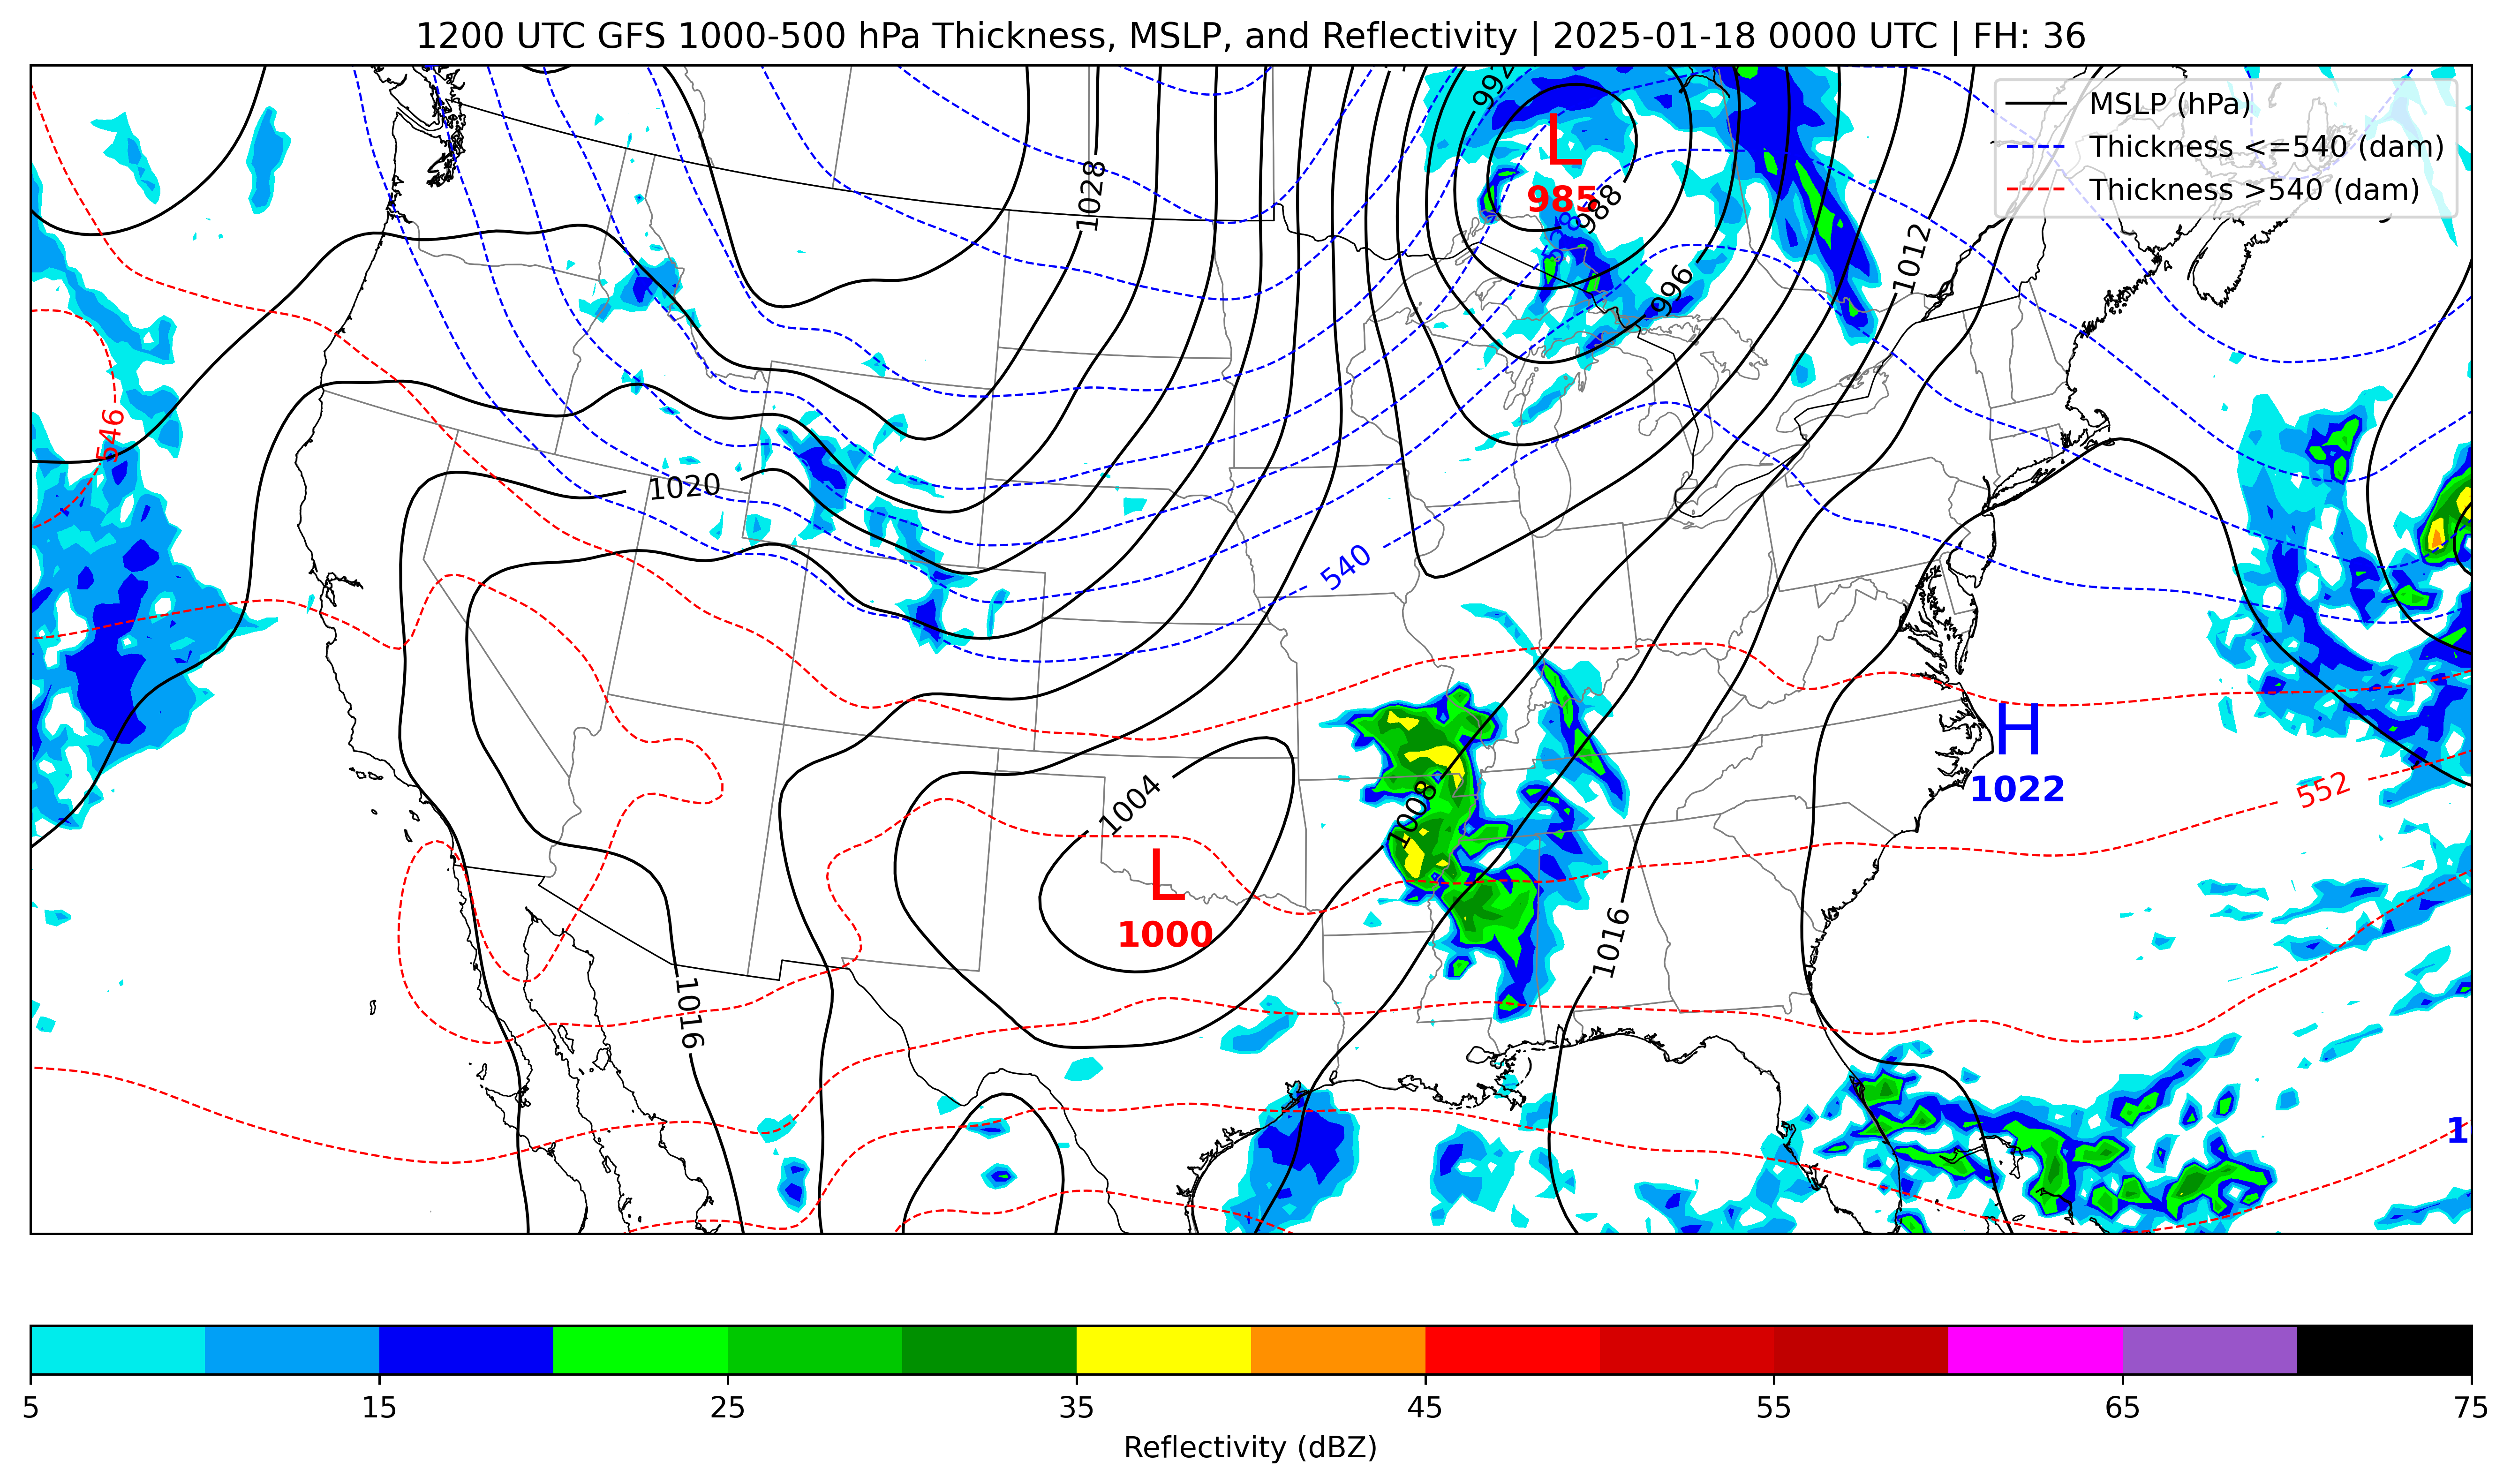 1200 UTC GFS 1000-500 hPa Thickness, MSLP, and Reflectivity | 2025-01-18 0000 UTC | FH: 36
MSLP (hPa)
Thickness <=540 (dam)
Thickness >540 (dam)
992
L
985
988
1028
1012
996
546
1020
540
H
1022
552
1004
1008
L
1000
1016
1016
1
5 15 25 35 45 55 65 75
Reflectivity (dBZ)